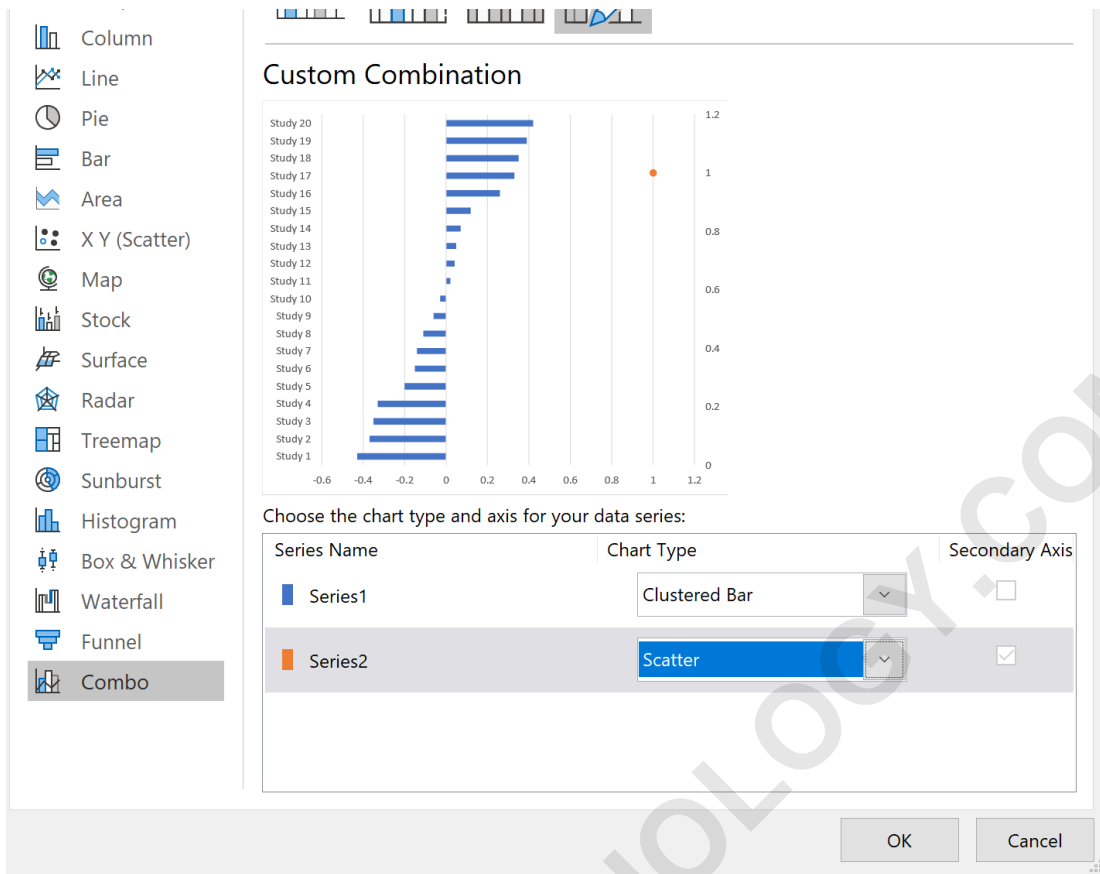 Column
Line
Pie
Bar
Area
X Y (Scatter)
Map
Stock
Surface
Radar
Treemap
Sunburst
Histogram
Box & Whisker
Waterfall
Funnel
Combo
Custom Combination
Study 20
Study 19
Study 18
Study 17
Study 16
Study 15
Study 14
Study 13
Study 12
Study 11
Study 10
Study 9
Study 8
Study 7
Study 6
Study 5
Study 4
Study 3
Study 2
Study 1
-0.6 -0.4 -0.2 0 0.2 0.4 0.6 0.8 1 1.2
1.2
1
0.8
0.6
0.4
0.2
0
Choose the chart type and axis for your data series:
Series Name Chart Type Secondary Axis
Series1 Clustered Bar
Series2 Scatter
OK Cancel
OLOGY.CO